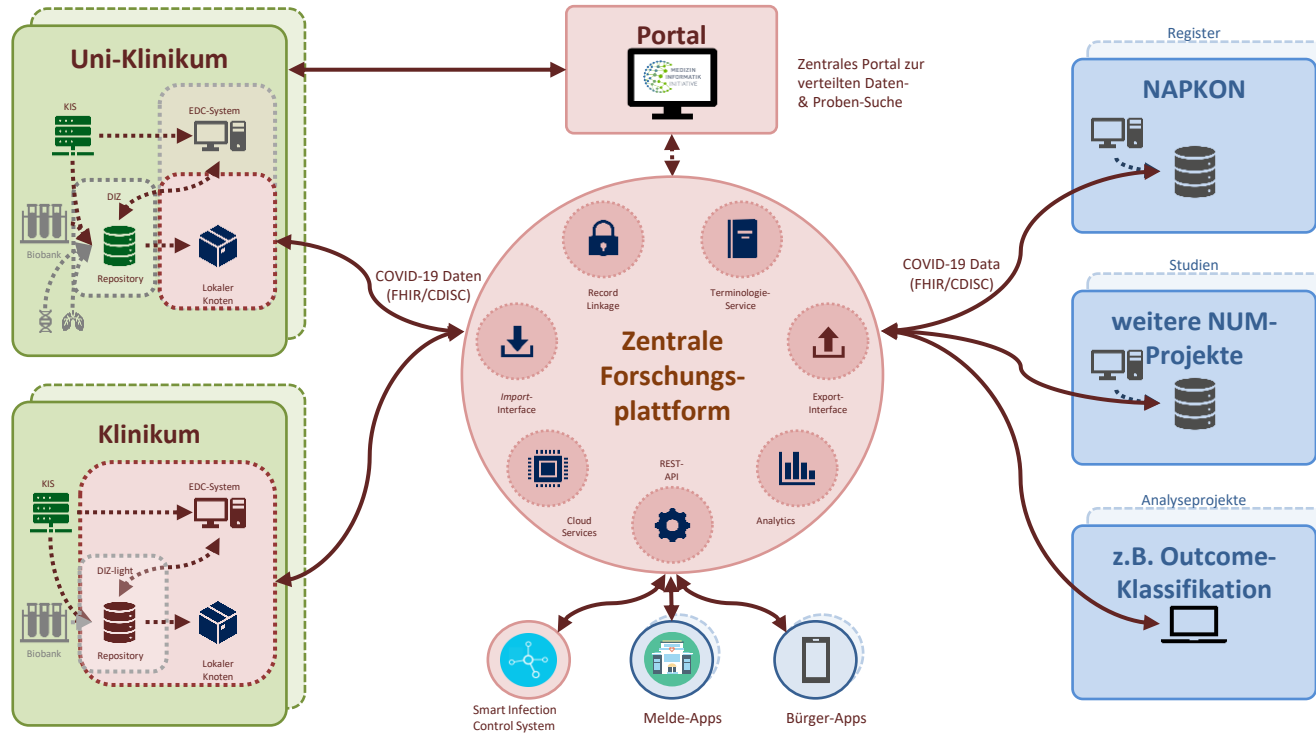 Uni-Klinikum
KIS
EDC-System
DIZ
Biobank
Repository
Lokaler
Knoten
Klinikum
KIS
EDC-System
DIZ-light
Biobank
Repository
Lokaler
Knoten
Portal
MEDIZIN
INFORMATIK
INITIATIVE
Zentrales Portal zur
verteilten Daten-
& Proben-Suche
COVID-19 Daten
(FHIR/CDISC)
Record
Linkage
Terminologie-
Service
Import-
Interface
Zentrale
Forschungs-
plattform
Export-
Interface
Cloud
Services
REST-
API
Analytics
Smart Infection
Control System
Melde-Apps
Bürger-Apps
COVID-19 Data
(FHIR/CDISC)
Register
NAPKON
Studien
weitere NUM-
Projekte
Analyseprojekte
z.B. Outcome-
Klassifikation